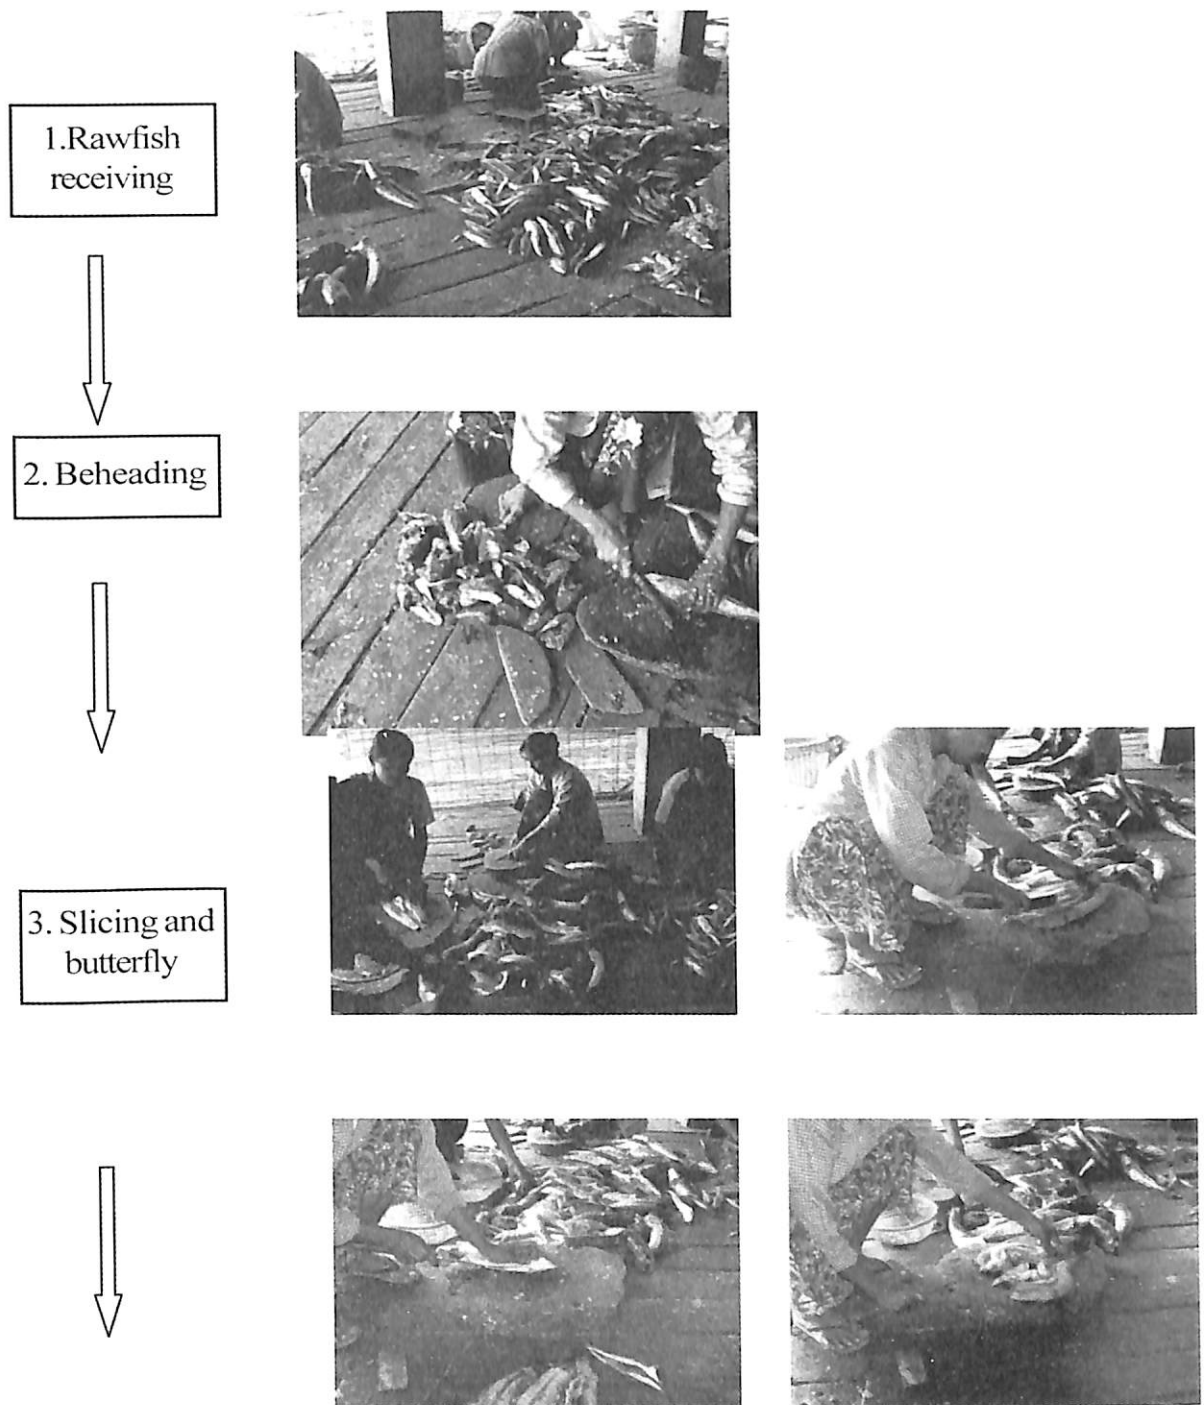 1.Rawfish
receiving
2. Beheading
3. Slicing and
butterfly